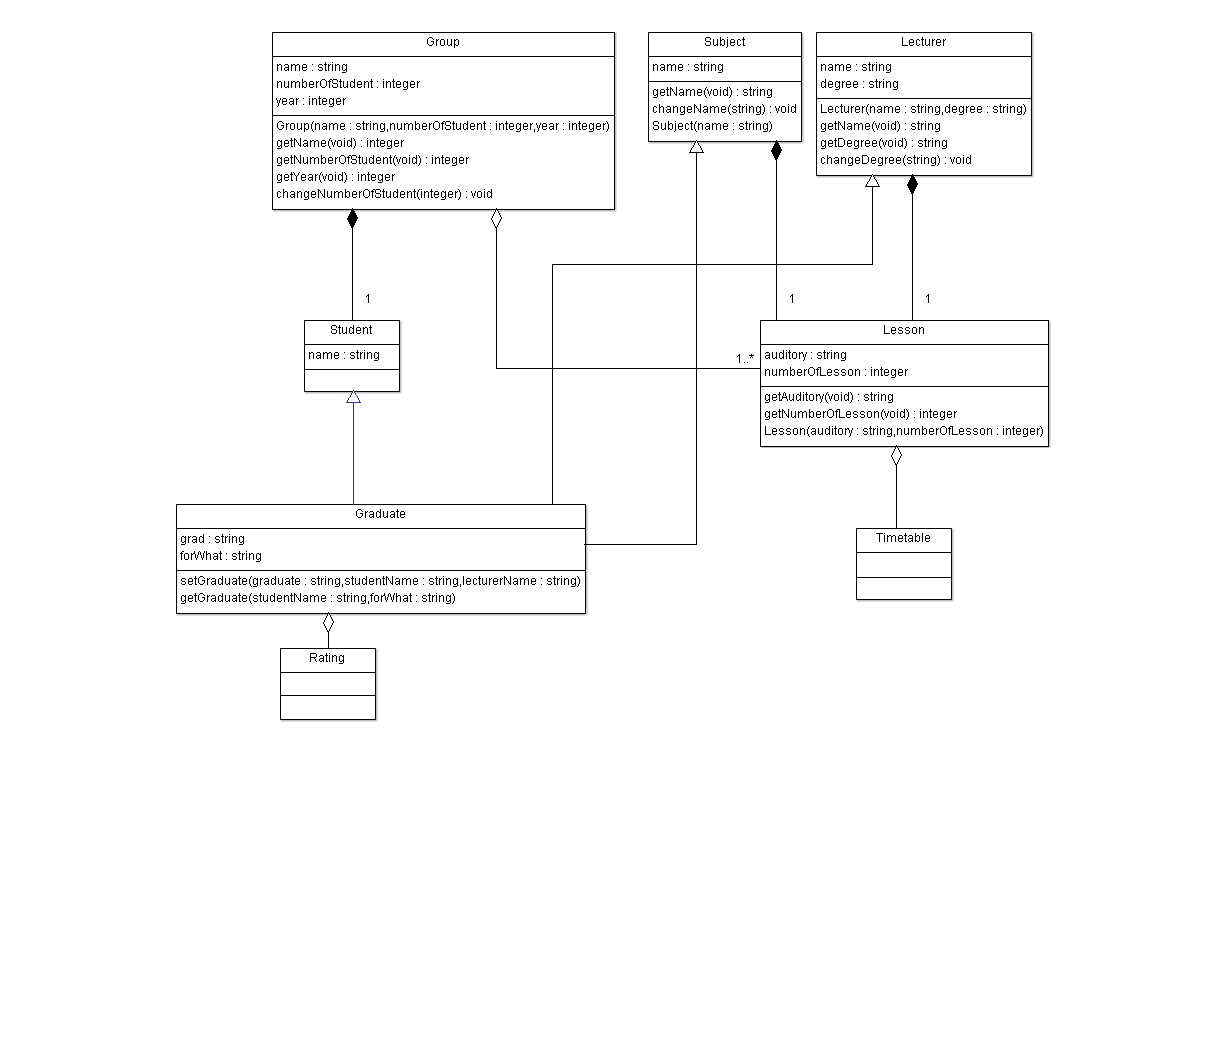 Group
name : string
numberOfStudent : integer
year : integer
Group(name : string,numberOfStudent : integer,year : integer)
getName(void) : integer
getNumberOfStudent(void) : integer
getYear(void) : integer
changeNumberOfStudent(integer) : void
Subject
name : string
getName(void) : string
changeName(string) : void
Subject(name : string)
Lecturer
name : string
degree : string
Lecturer(name : string,degree : string)
getName(void) : string
getDegree(void) : string
changeDegree(string) : void
1
1
1
1..*
Student
name : string
Lesson
auditory : string
numberOfLesson : integer
getAuditory(void) : string
getNumberOfLesson(void) : integer
Lesson(auditory : string,numberOfLesson : integer)
Graduate
grad : string
forWhat : string
setGraduate(graduate : string,studentName : string,lecturerName : string)
getGraduate(studentName : string,forWhat : string)
Timetable
Rating